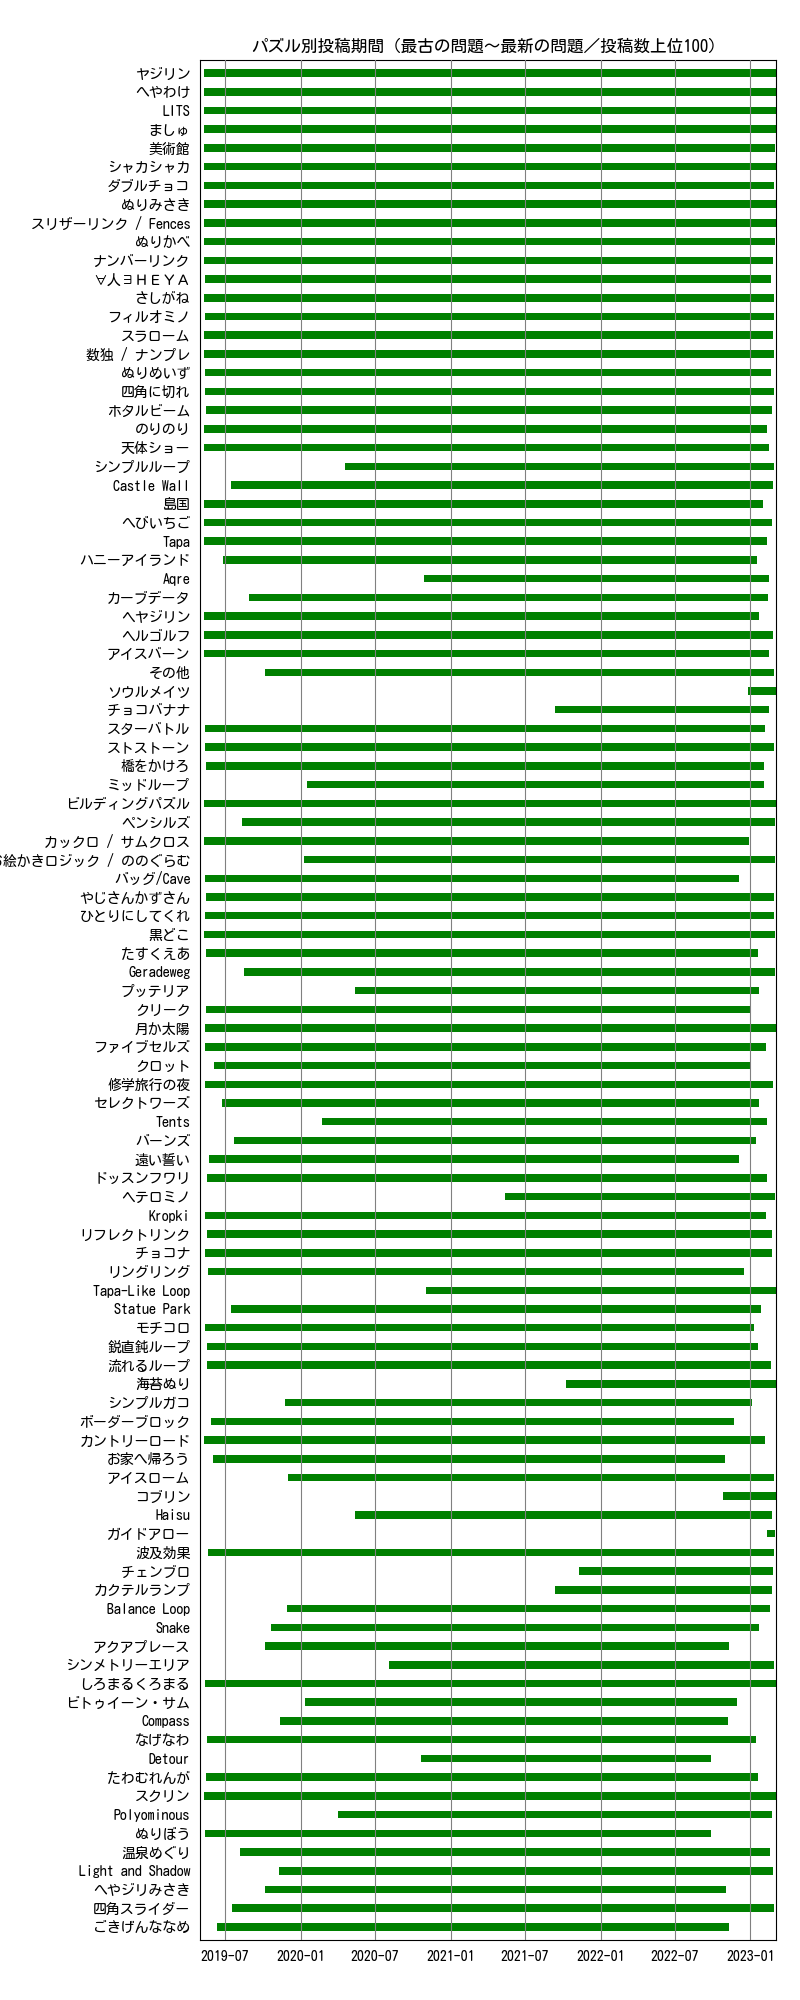 パズル別投稿期間（最古の問題～最新の問題／投稿数上位100）
ヤジリン
へやわけ
LITS
ましゅ
美術館
シャカシャカ
ダブルチョコ
ぬりみさき
スリザーリンク / Fences
ぬりかべ
ナンバーリンク
∀人∃ＨＥＹＡ
さしがね
フィルオミノ
スラローム
数独 / ナンプレ
ぬりめいず
四角に切れ
ホタルビーム
のりのり
天体ショー
シンプルループ
Castle Wall
島国
へびいちご
Tapa
ハニーアイランド
Aqre
カーブデータ
ヘヤジリン
ヘルゴルフ
アイスバーン
その他
ソウルメイツ
チョコバナナ
スターバトル
ストストーン
橋をかけろ
ミッドループ
ビルディングパズル
ペンシルズ
カックロ / サムクロス
絵かきロジック / ののぐらむ
バッグ/Cave
やじさんかずさん
ひとりにしてくれ
黒どこ
たすくえあ
Geradeweg
プッテリア
クリーク
月か太陽
ファイブセルズ
クロット
修学旅行の夜
セレクトワーズ
Tents
バーンズ
遠い誓い
ドッスンフワリ
ヘテロミノ
Kropki
リフレクトリンク
チョコナ
リングリング
Tapa-Like Loop
Statue Park
モチコロ
鋭直鈍ループ
流れるループ
海苔ぬり
シンプルガコ
ボーダーブロック
カントリーロード
お家へ帰ろう
アイスローム
コブリン
Haisu
ガイドアロー
波及効果
チェンブロ
カクテルランプ
Balance Loop
Snake
アクアプレース
シンメトリーエリア
しろまるくろまる
ビトゥイーン・サム
Compass
なげなわ
Detour
たわむれんが
スクリン
Polyominous
ぬりぼう
温泉めぐり
Light and Shadow
へやジリみさき
四角スライダー
ごきげんななめ
2019-07 2020-01 2020-07 2021-01 2021-07 2022-01 2022-07 2023-01